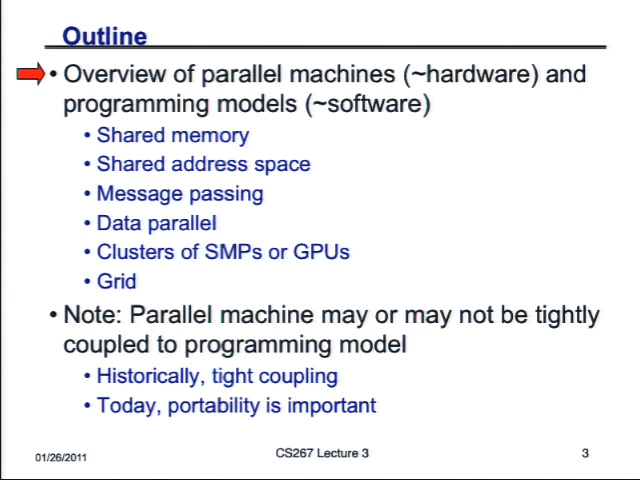 Outline
• Overview of parallel machines (~hardware) and
programming models (~software)
• Shared memory
• Shared address space
• Message passing
• Data parallel
• Clusters of SMPs or GPUs
• Grid
• Note: Parallel machine may or may not be tightly
coupled to programming model
• Historically, tight coupling
• Today, portability is important
01/26/2011
CS267 Lecture 3
3